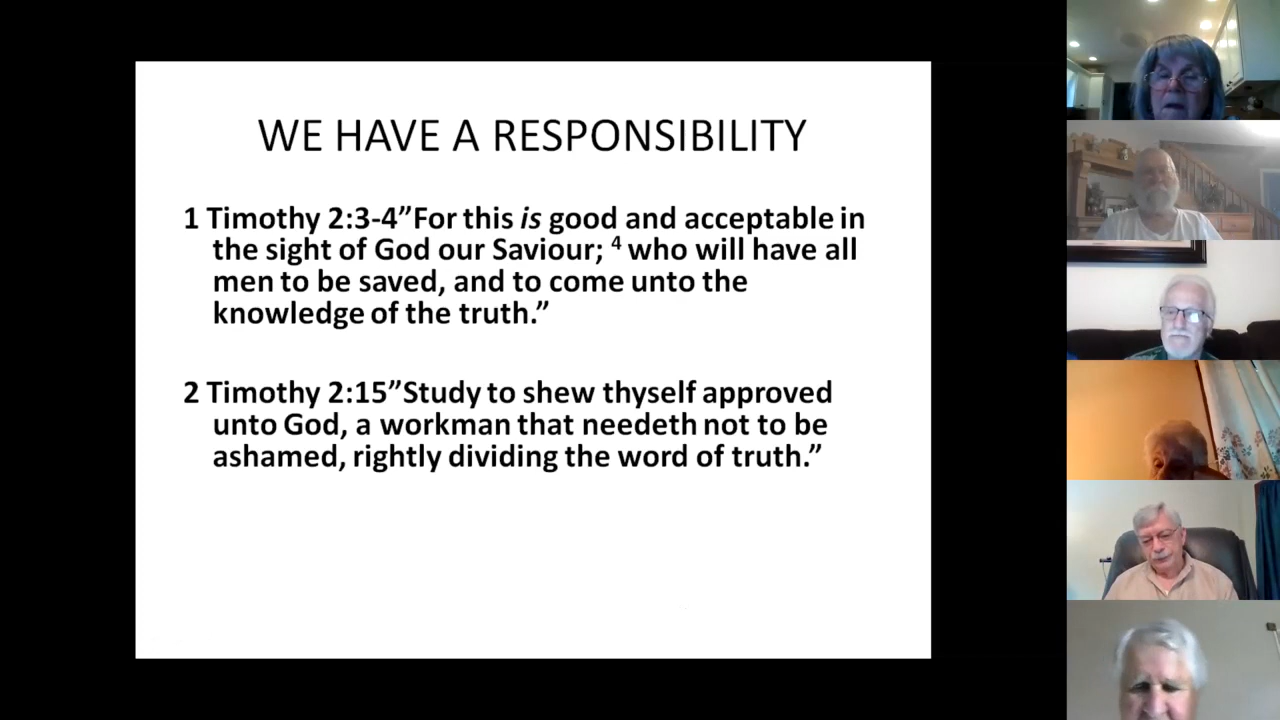 WE HAVE A RESPONSIBILITY
1 Timothy 2:3-4”For this is good and acceptable in
the sight of God our Saviour; ⁴ who will have all
men to be saved, and to come unto the
knowledge of the truth.”
2 Timothy 2:15”Study to shew thyself approved
unto God, a workman that needeth not to be
ashamed, rightly dividing the word of truth.”